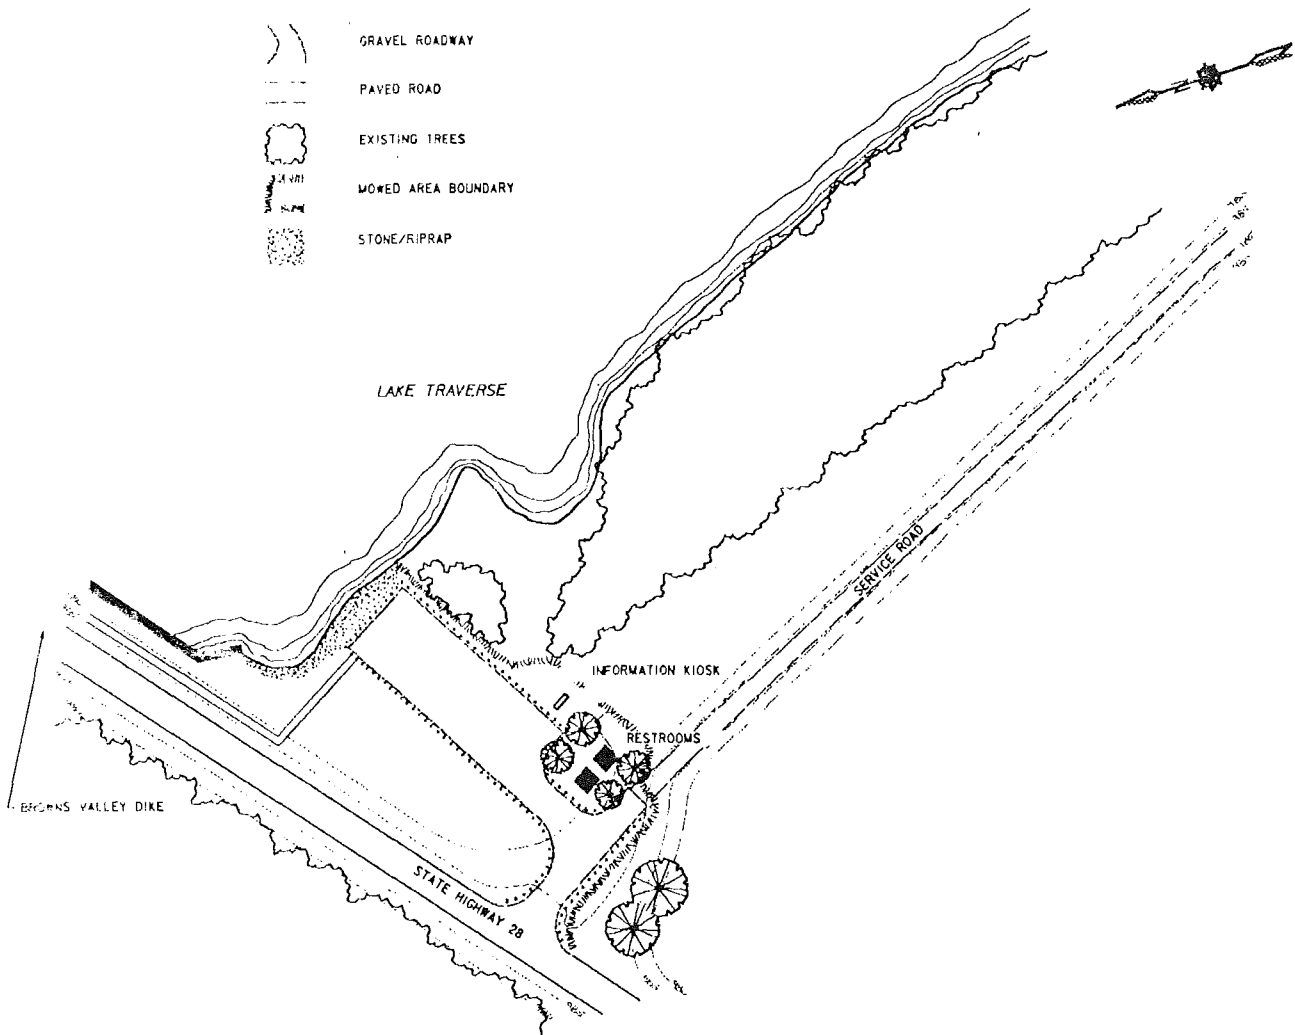 GRAVEL ROADWAY
PAVED ROAD
EXISTING TREES
MOWED AREA BOUNDARY
STONE/RIPRAP
N
LAKE TRAVERSE
SERVICE ROAD
INFORMATION KIOSK
RESTROOMS
BROWNS VALLEY DIKE
STATE HIGHWAY 28